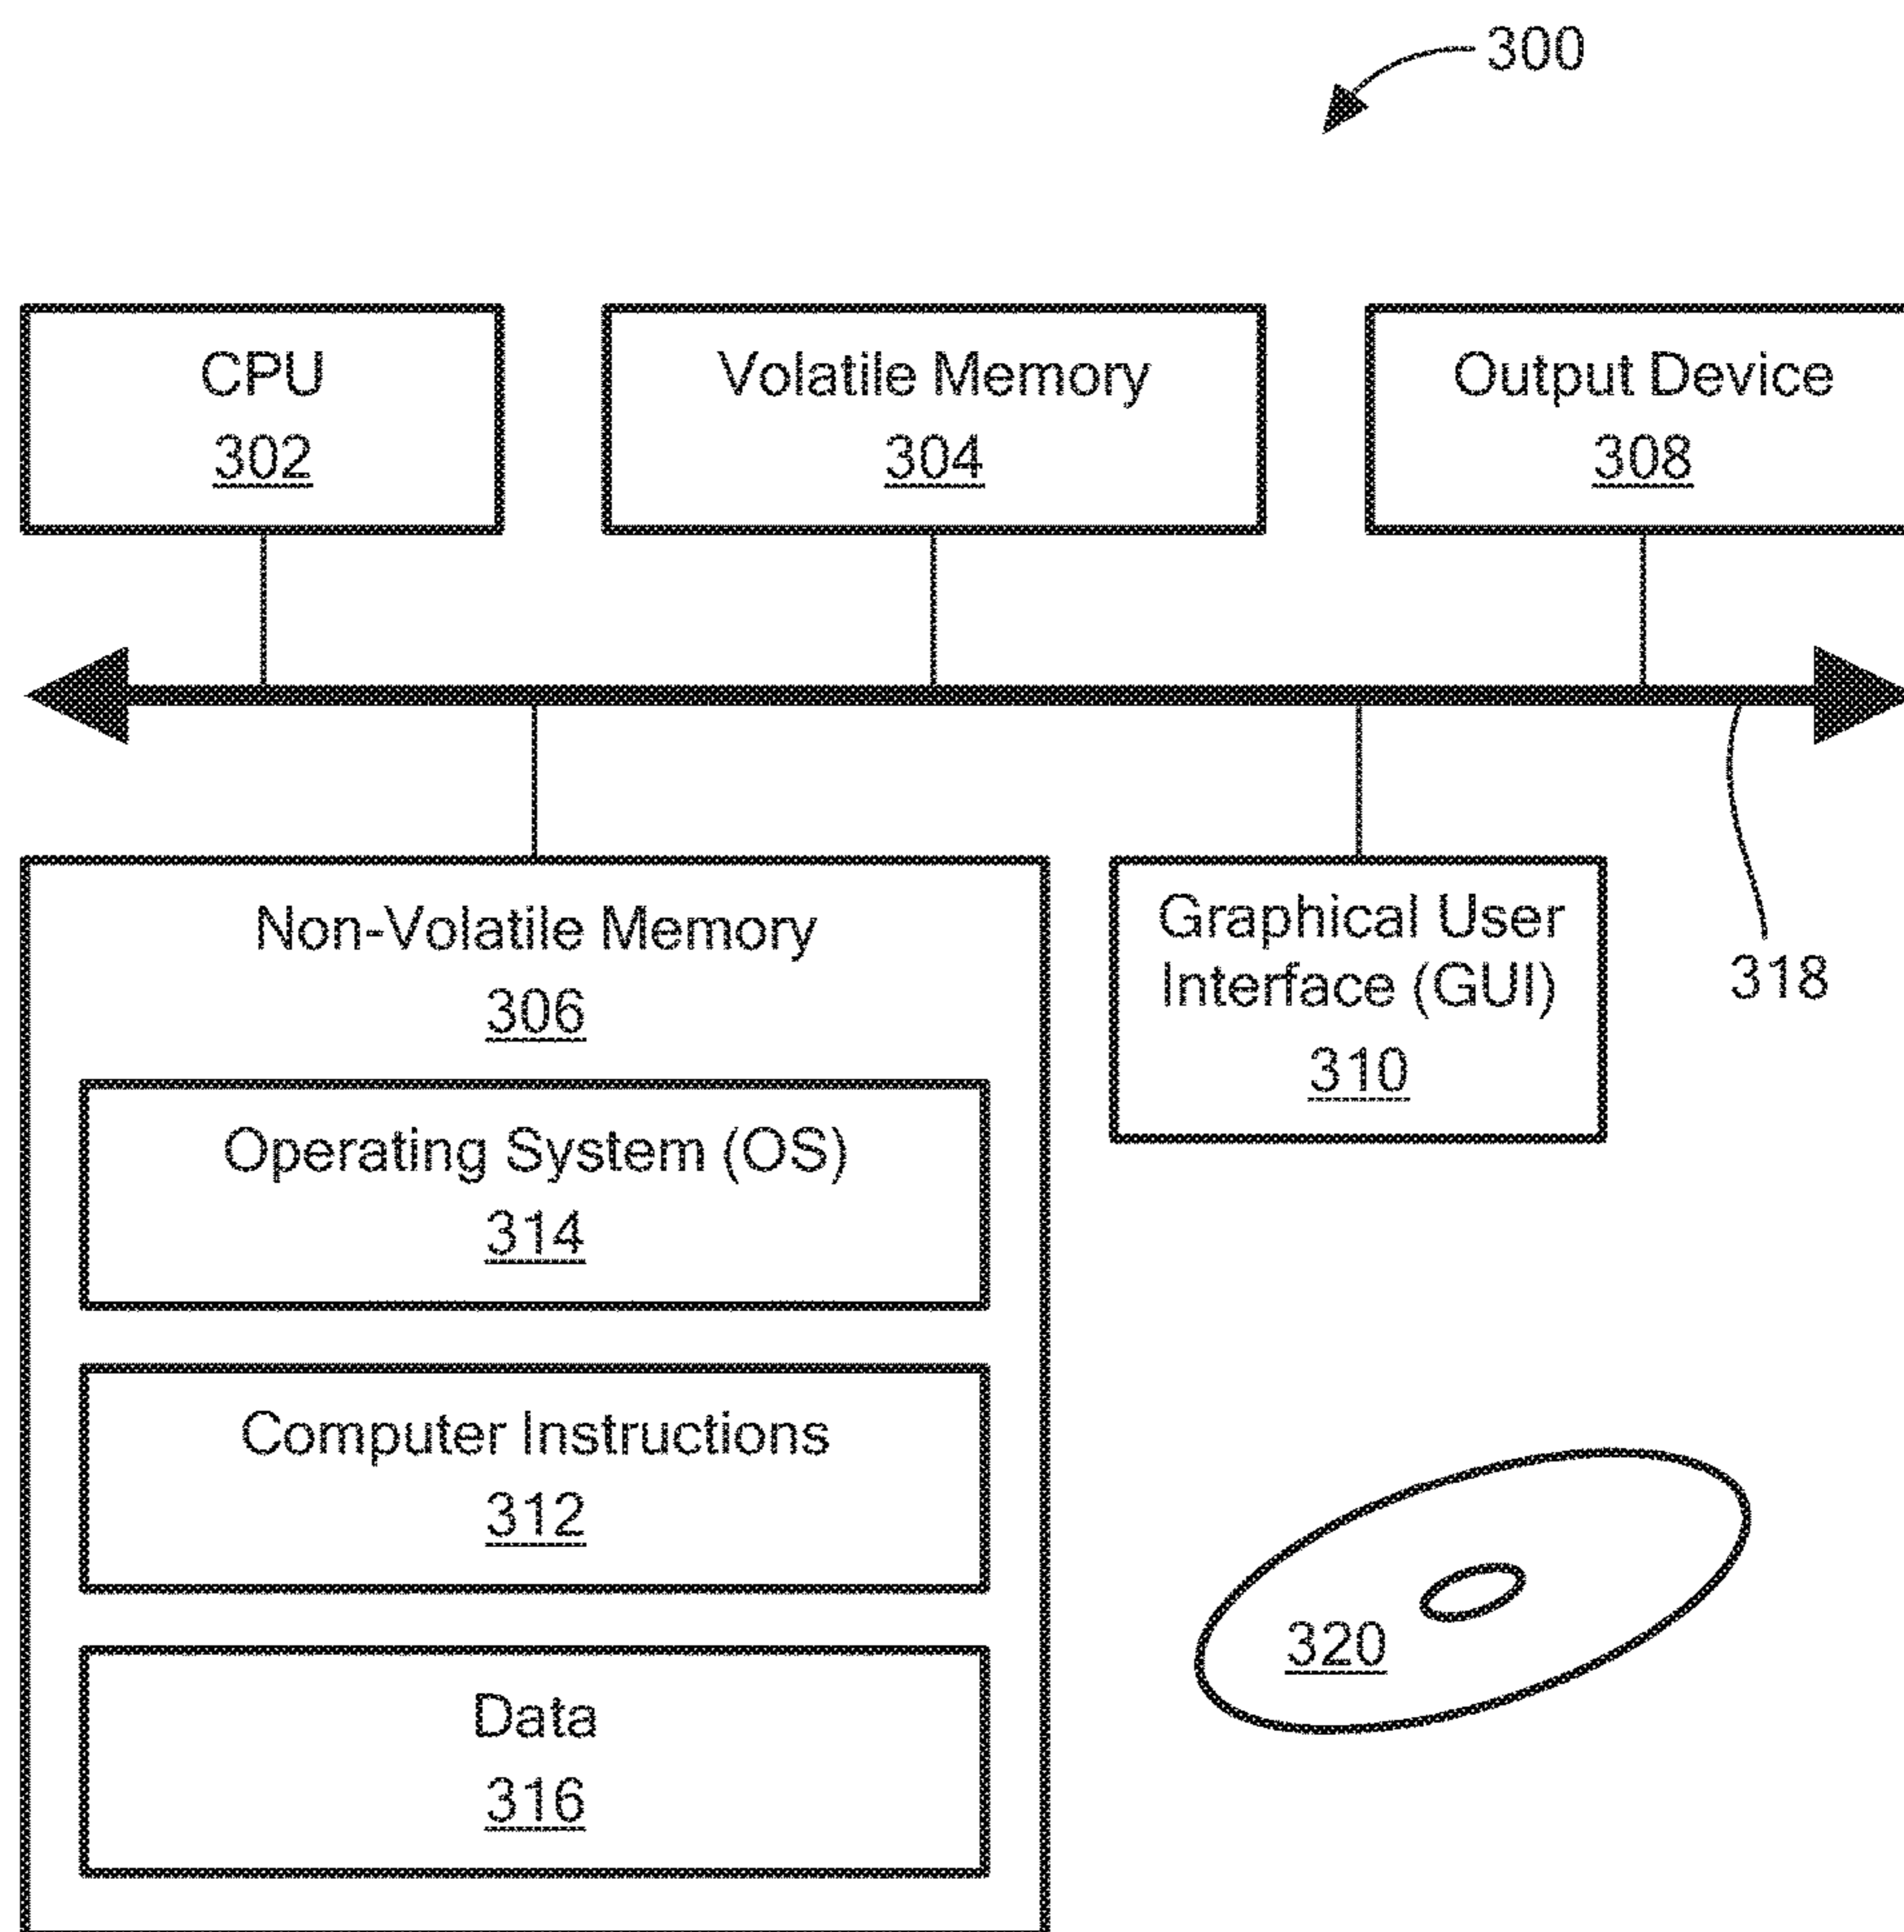 300
CPU
302
Volatile Memory
304
Output Device
308
Non-Volatile Memory
306
Graphical User
Interface (GUI)
310
318
Operating System (OS)
314
Computer Instructions
312
Data
316
320